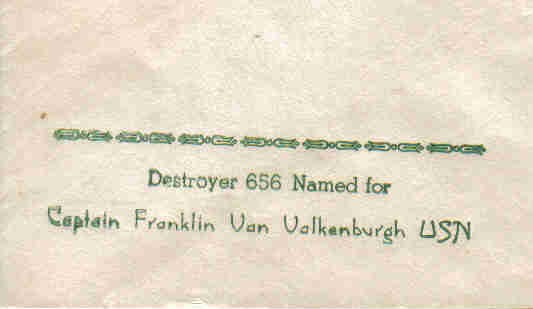 Destroyer 656 Named for
Captain Franklin Van Valkenburgh USN